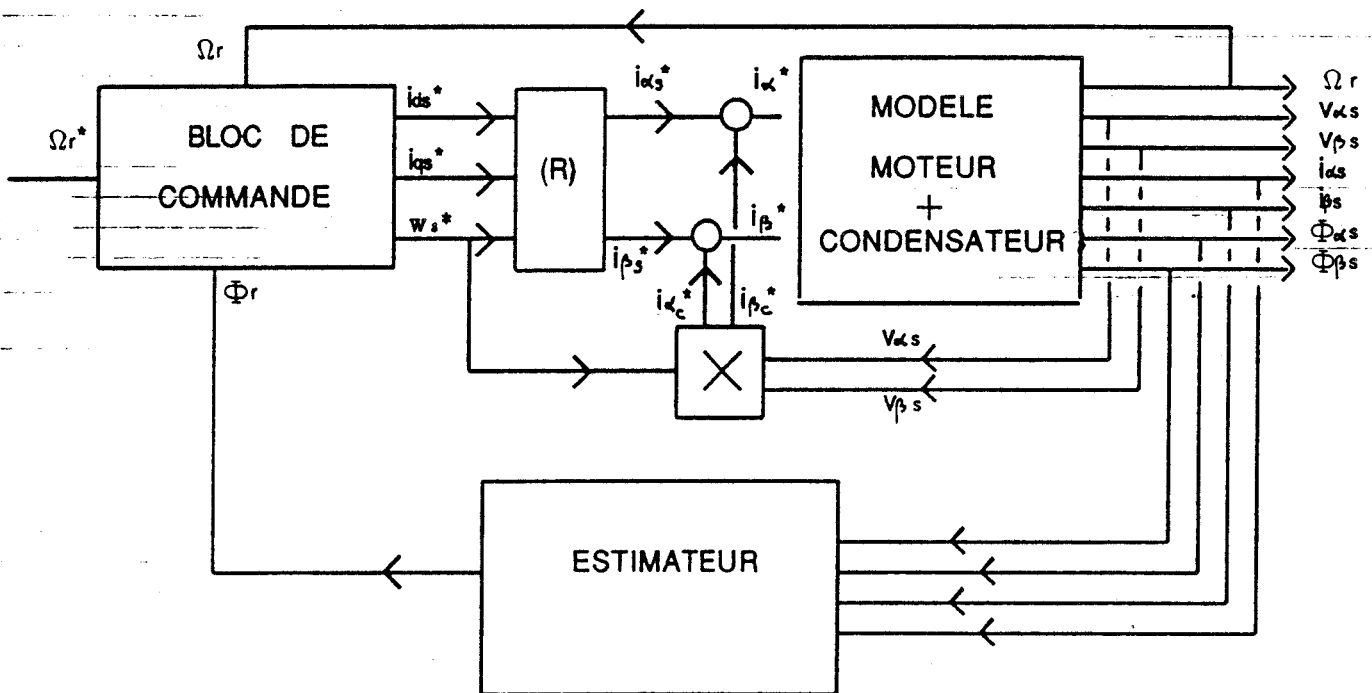 Ωr
Ωr*
BLOC DE
COMMANDE
ids*
iqs*
ws*
Φr
(R)
iαs*
iβs*
iα*
iβ*
iαc*
iβc*
MODELE
MOTEUR
+
CONDENSATEUR
Ωr
Vαs
Vβs
iαs
iβs
Φαs
Φβs
Vαs
Vβs
ESTIMATEUR